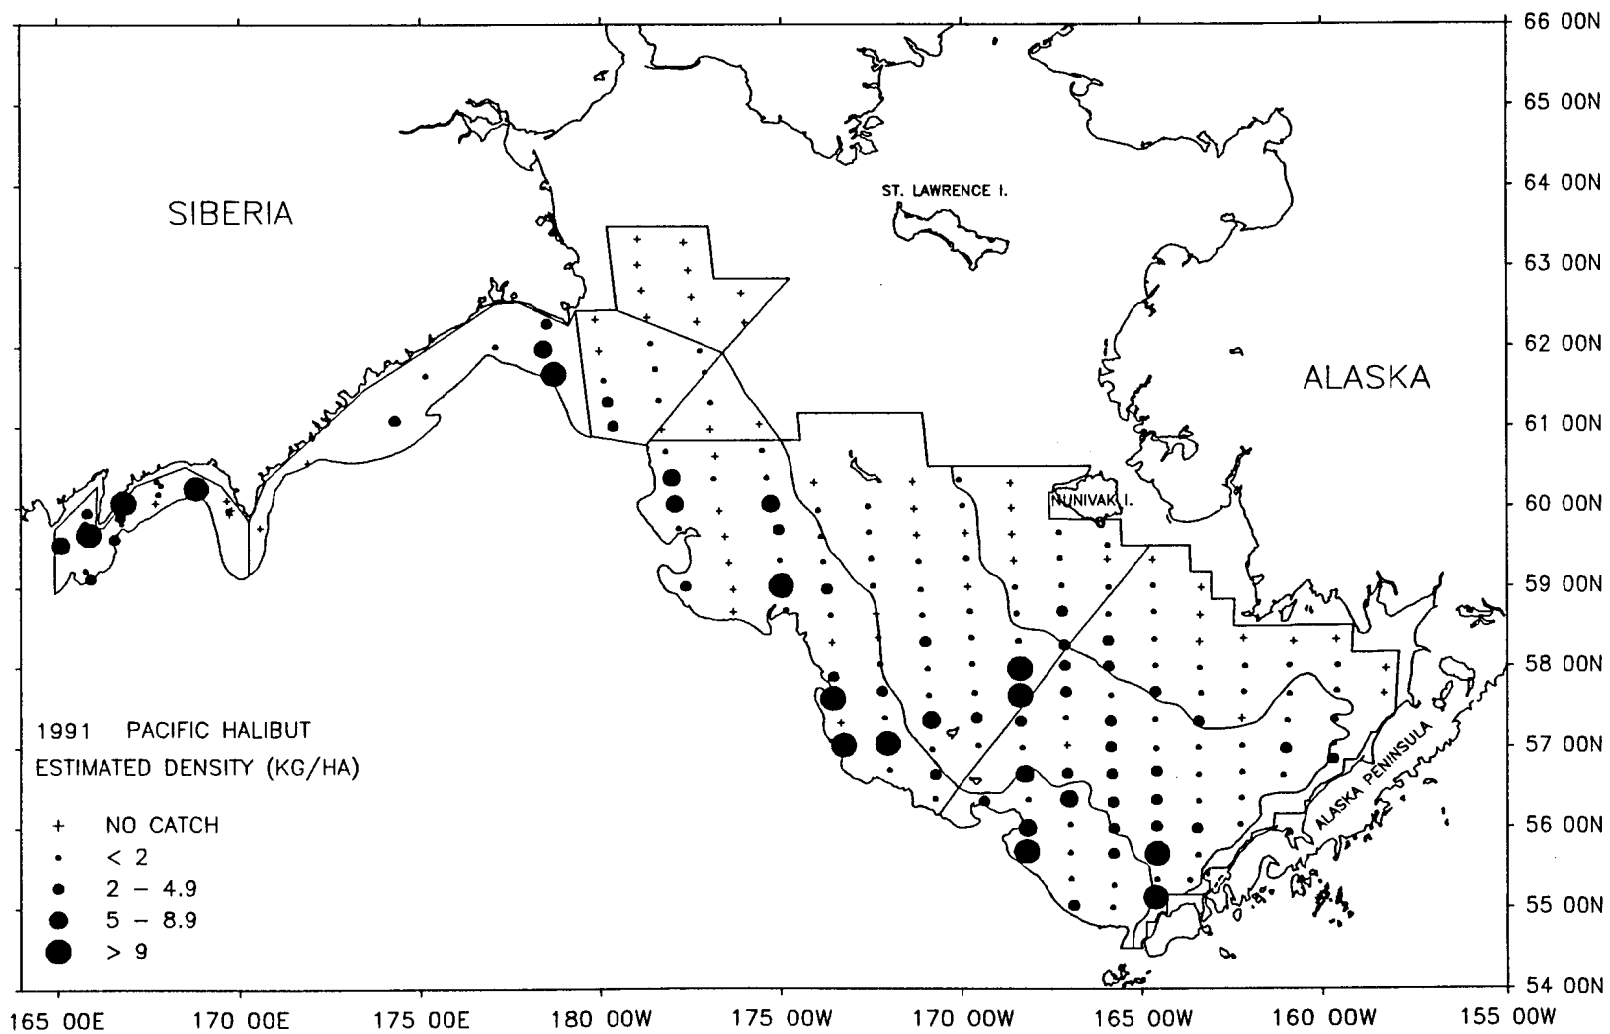 66 00N
65 00N
64 00N
63 00N
62 00N
61 00N
60 00N
59 00N
58 00N
57 00N
56 00N
55 00N
54 00N
ST. LAWRENCE I.
SIBERIA
ALASKA
NUNIVAK I.
ALASKA PENINSULA
1991 PACIFIC HALIBUT
ESTIMATED DENSITY (KG/HA)
+ NO CATCH
< 2
2 – 4.9
5 – 8.9
> 9
165 00E 170 00E 175 00E 180 00W 175 00W 170 00W 165 00W 160 00W 155 00W